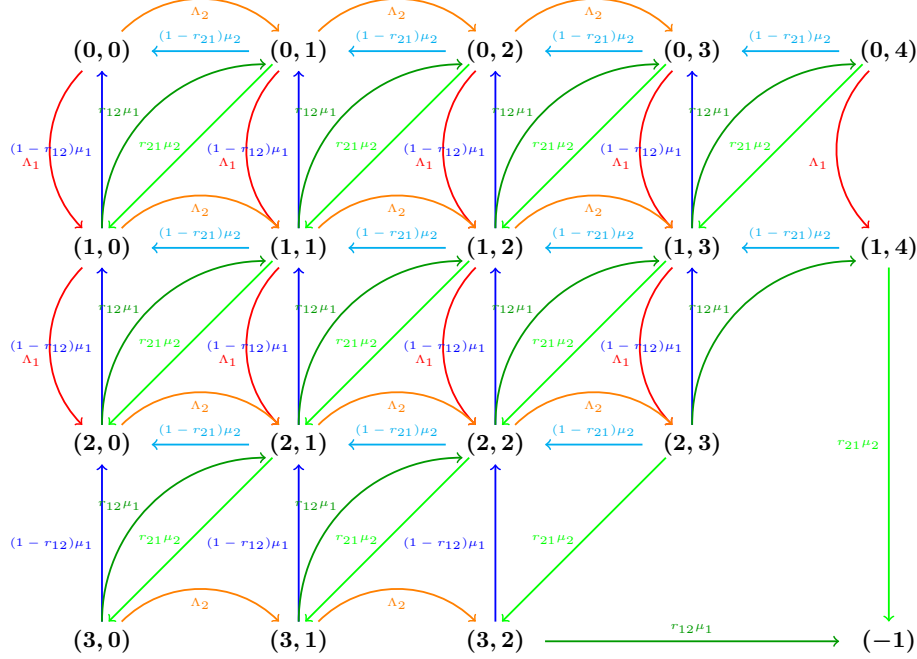 Λ₂ Λ₂ Λ₂
(1 − r₂₁)μ₂ (1 − r₂₁)μ₂ (1 − r₂₁)μ₂ (1 − r₂₁)μ₂
(0, 0) (0, 1) (0, 2) (0, 3) (0, 4)
r₁₂μ₁ r₁₂μ₁ r₁₂μ₁ r₁₂μ₁
(1 − r₁₂)μ₁ r₂₁μ₂ (1 − r₁₂)μ₁ r₂₁μ₂ (1 − r₁₂)μ₁ r₂₁μ₂ (1 − r₁₂)μ₁ r₂₁μ₂
Λ₁ Λ₁ Λ₁ Λ₁ Λ₁
Λ₂ Λ₂ Λ₂
(1 − r₂₁)μ₂ (1 − r₂₁)μ₂ (1 − r₂₁)μ₂ (1 − r₂₁)μ₂
(1, 0) (1, 1) (1, 2) (1, 3) (1, 4)
r₁₂μ₁ r₁₂μ₁ r₁₂μ₁
(1 − r₁₂)μ₁ r₂₁μ₂ (1 − r₁₂)μ₁ r₂₁μ₂ (1 − r₁₂)μ₁ r₂₁μ₂ (1 − r₁₂)μ₁
Λ₁ Λ₁ Λ₁ Λ₁
Λ₂ Λ₂ Λ₂
(1 − r₂₁)μ₂ (1 − r₂₁)μ₂ (1 − r₂₁)μ₂
(2, 0) (2, 1) (2, 2) (2, 3) r₂₁μ₂
r₁₂μ₁ r₁₂μ₁
(1 − r₁₂)μ₁ r₂₁μ₂ (1 − r₁₂)μ₁ r₂₁μ₂ (1 − r₁₂)μ₁ r₂₁μ₂
Λ₂ Λ₂
r₁₂μ₁
(3, 0) (3, 1) (3, 2) (−1)